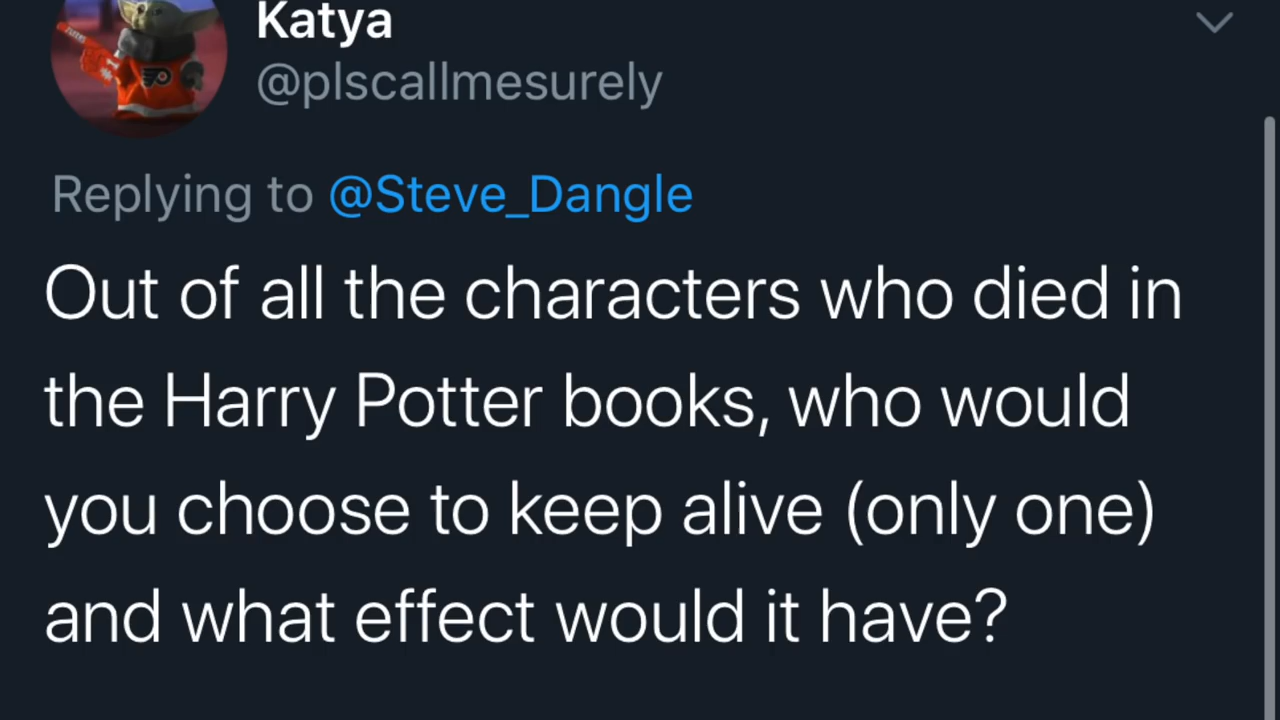 Katya
@plscallmesurely
Replying to @Steve_Dangle
Out of all the characters who died in
the Harry Potter books, who would
you choose to keep alive (only one)
and what effect would it have?